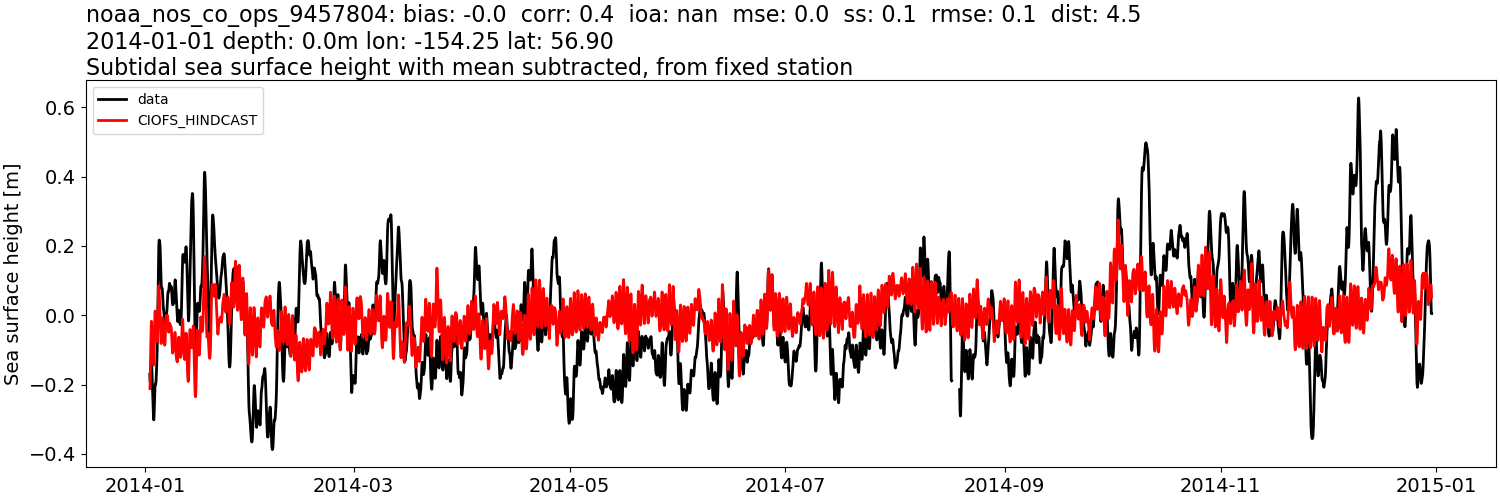 noaa_nos_co_ops_9457804: bias: -0.0  corr: 0.4  ioa: nan  mse: 0.0  ss: 0.1  rmse: 0.1  dist: 4.5
2014-01-01 depth: 0.0m lon: -154.25 lat: 56.90
Subtidal sea surface height with mean subtracted, from fixed station
data
CIOFS_HINDCAST
Sea surface height [m]
0.6
0.4
0.2
0.0
−0.2
−0.4
2014-01
2014-03
2014-05
2014-07
2014-09
2014-11
2015-01